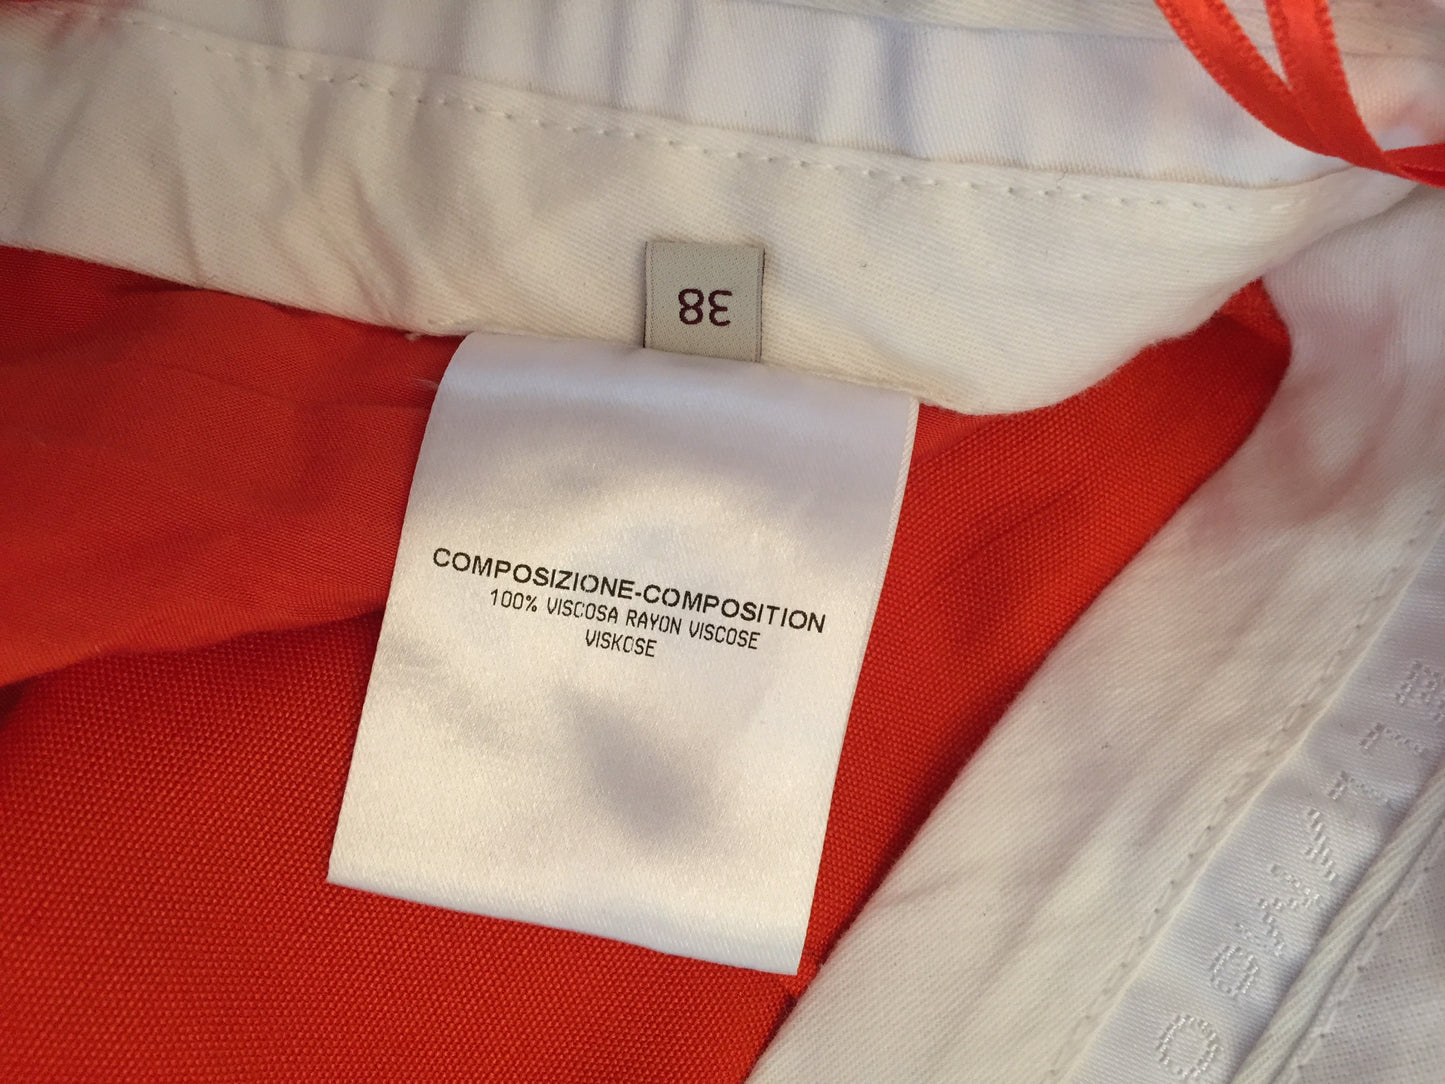 38
COMPOSIZIONE-COMPOSITION
100% VISCOSA RAYON VISCOSE
VISKOSE